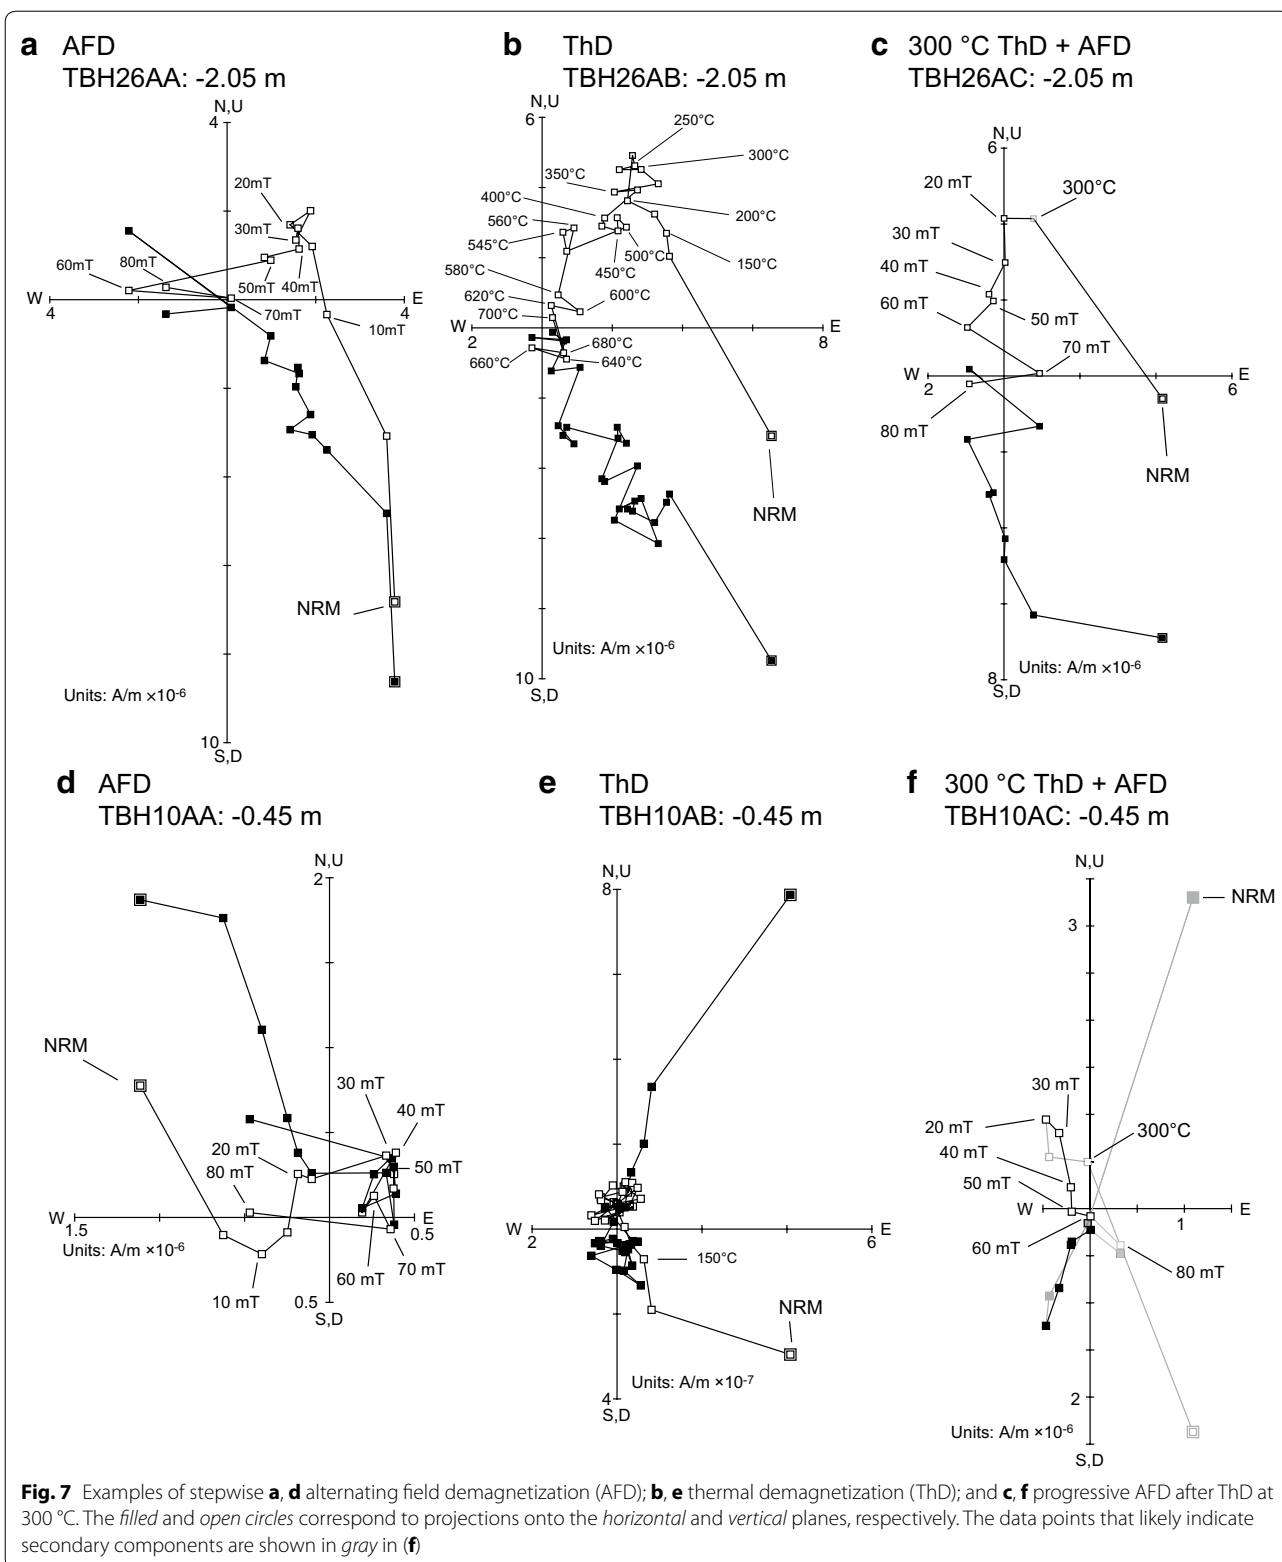 a AFD
TBH26AA: -2.05 m
N,U
4
20mT
30mT
60mT
80mT
50mT
40mT
W
4
4
E
70mT
10mT
NRM
Units: A/m ×10-6
10
S,D
b ThD
TBH26AB: -2.05 m
N,U
6
250°C
300°C
350°C
400°C
200°C
560°C
545°C
500°C
150°C
450°C
580°C
620°C
600°C
700°C
W
2
8
E
680°C
660°C
640°C
NRM
Units: A/m ×10-6
10
S,D
c 300 °C ThD + AFD
TBH26AC: -2.05 m
N,U
6
20 mT
300°C
30 mT
40 mT
60 mT
50 mT
70 mT
W
2
6
E
80 mT
NRM
Units: A/m ×10-6
8
S,D
d AFD
TBH10AA: -0.45 m
N,U
2
NRM
30 mT
40 mT
20 mT
80 mT
50 mT
W
1.5
E
0.5
Units: A/m ×10-6
70 mT
60 mT
10 mT
0.5
S,D
e ThD
TBH10AB: -0.45 m
N,U
8
W
2
6
E
150°C
NRM
Units: A/m ×10-7
4
S,D
f 300 °C ThD + AFD
TBH10AC: -0.45 m
N,U
NRM
3
30 mT
20 mT
300°C
40 mT
50 mT
W
1
E
60 mT
80 mT
2
Units: A/m ×10-6
S,D
Fig. 7 Examples of stepwise a, d alternating field demagnetization (AFD); b, e thermal demagnetization (ThD); and c, f progressive AFD after ThD at
300 °C. The filled and open circles correspond to projections onto the horizontal and vertical planes, respectively. The data points that likely indicate
secondary components are shown in gray in (f)